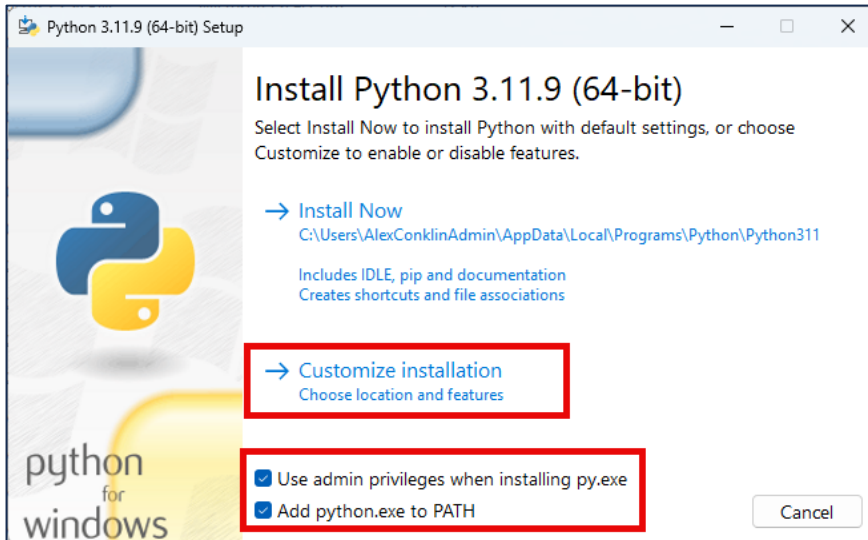 Python 3.11.9 (64-bit) Setup
Install Python 3.11.9 (64-bit)
Select Install Now to install Python with default settings, or choose
Customize to enable or disable features.
Install Now
C:\Users\AlexConklinAdmin\AppData\Local\Programs\Python\Python311
Includes IDLE, pip and documentation
Creates shortcuts and file associations
Customize installation
Choose location and features
python
for
windows
Use admin privileges when installing py.exe
Add python.exe to PATH
Cancel